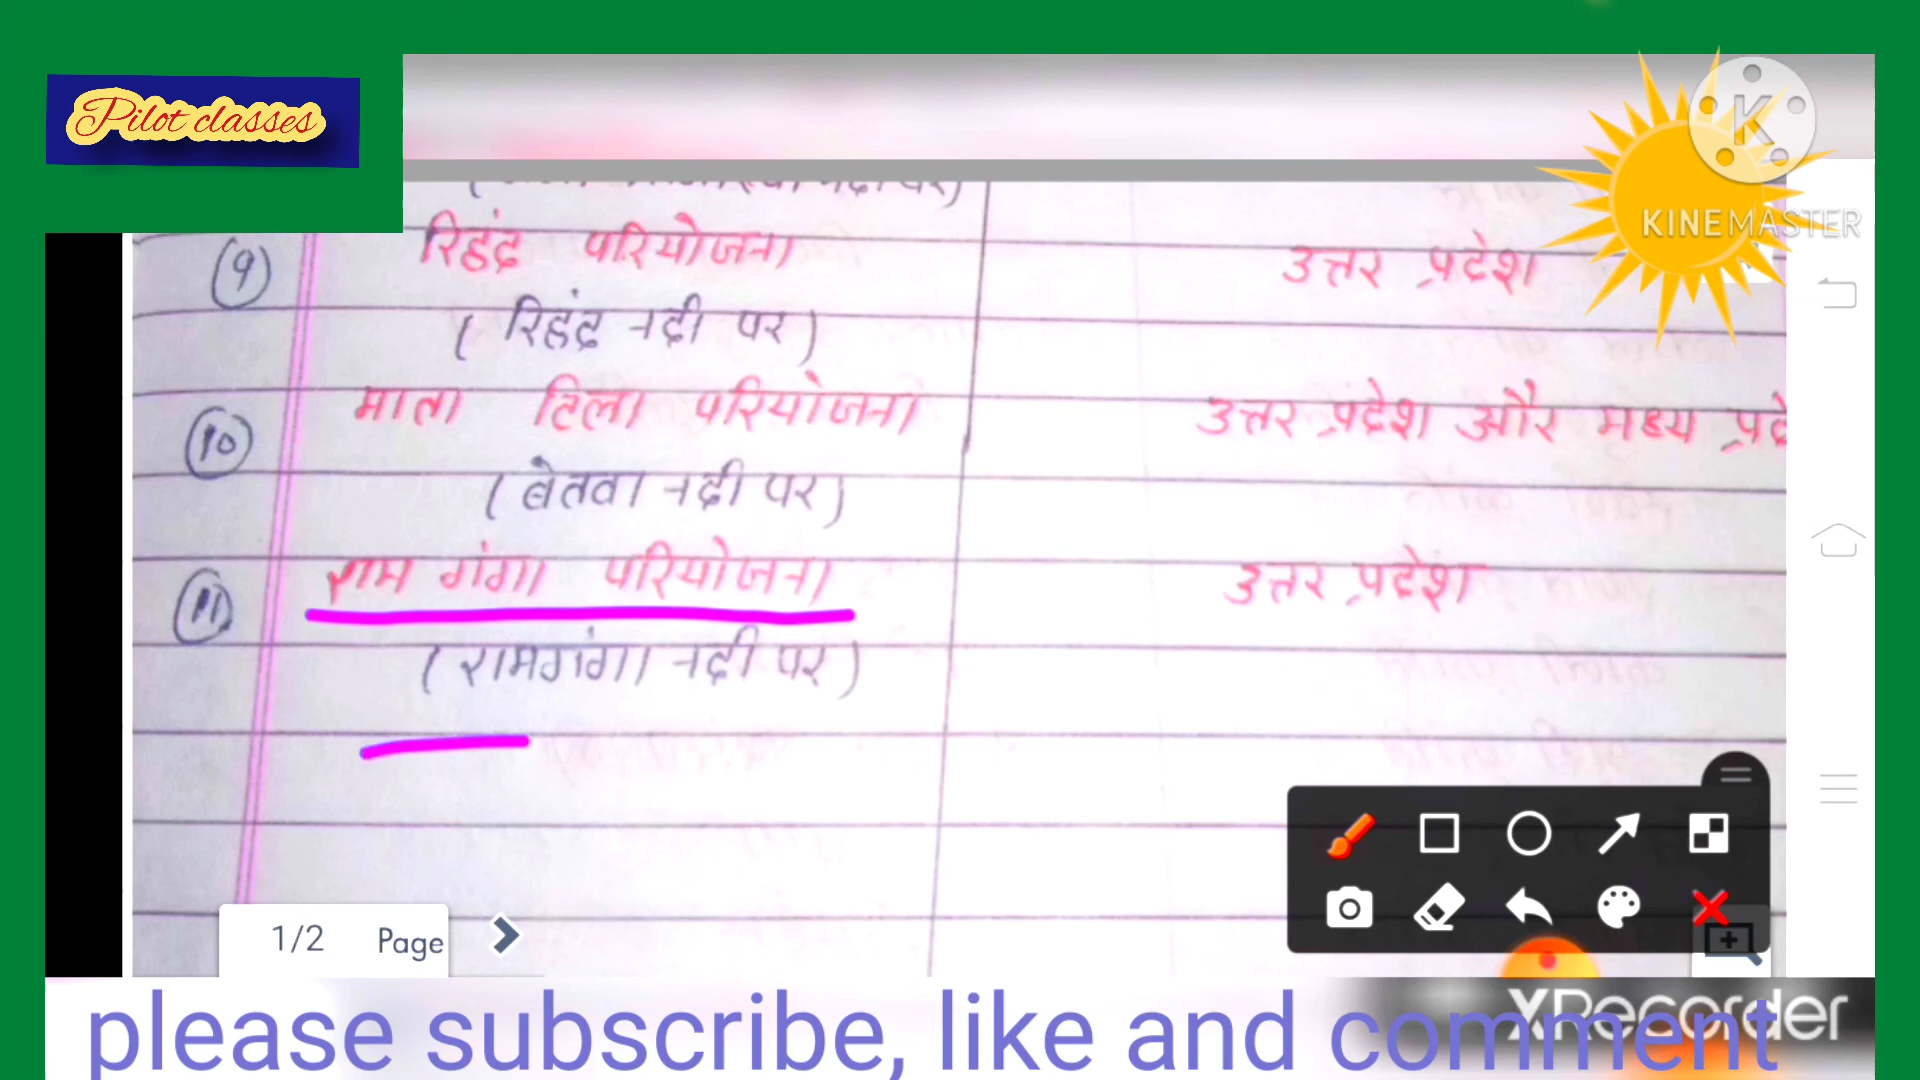 Pilot classes
K
KINEMASTER
नदी पर)
9 रिहंद परियोजना उत्तर प्रदेश
(रिहंद नदी पर)
10 माता टिला परियोजना उत्तर प्रदेश और मध्य प्रदे
(बेतवा नदी पर)
11 राम गंगा परियोजना उत्तर प्रदेश
(रामगंगा नदी पर)
1/2 Page
XRecorder
please subscribe, like and comment